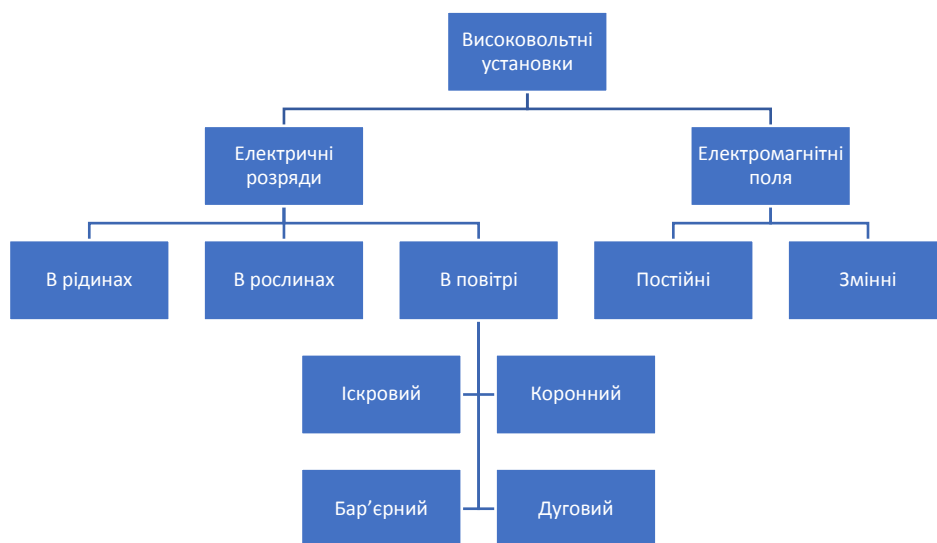 Високовольтні
установки
Електричні
розряди
Електромагнітні
поля
В рідинах
В рослинах
В повітрі
Постійні
Змінні
Іскровий
Коронний
Бар’єрний
Дуговий